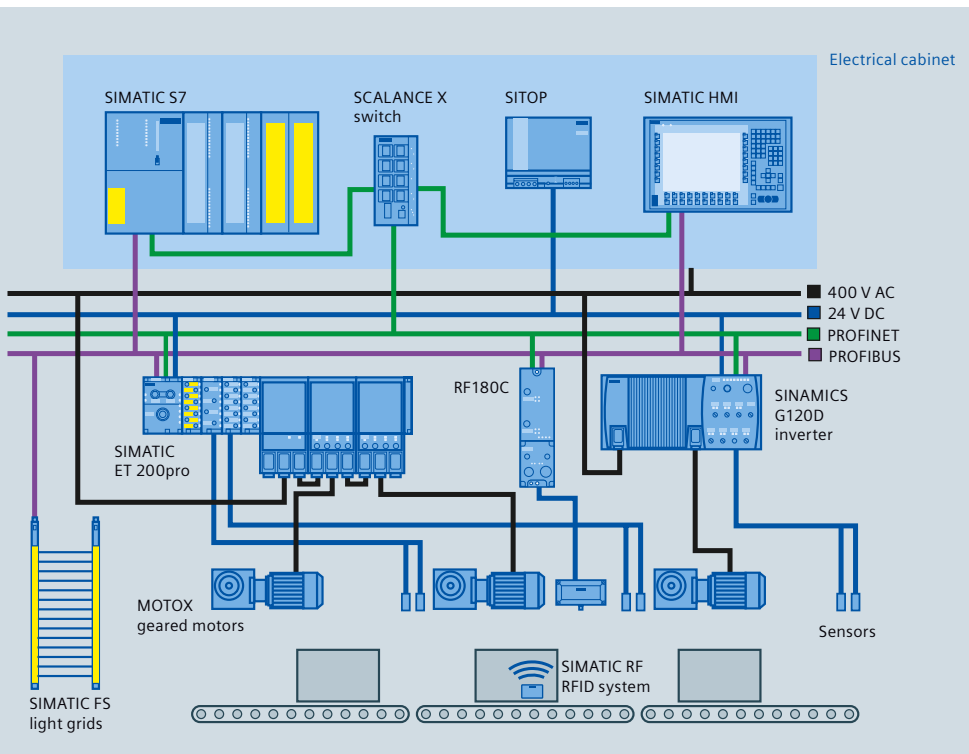 Electrical cabinet
SIMATIC S7
SCALANCE X
switch
SITOP
SIMATIC HMI
400 V AC
24 V DC
PROFINET
PROFIBUS
RF180C
SINAMICS
G120D
inverter
SIMATIC
ET 200pro
MOTOX
geared motors
Sensors
SIMATIC RF
RFID system
SIMATIC FS
light grids